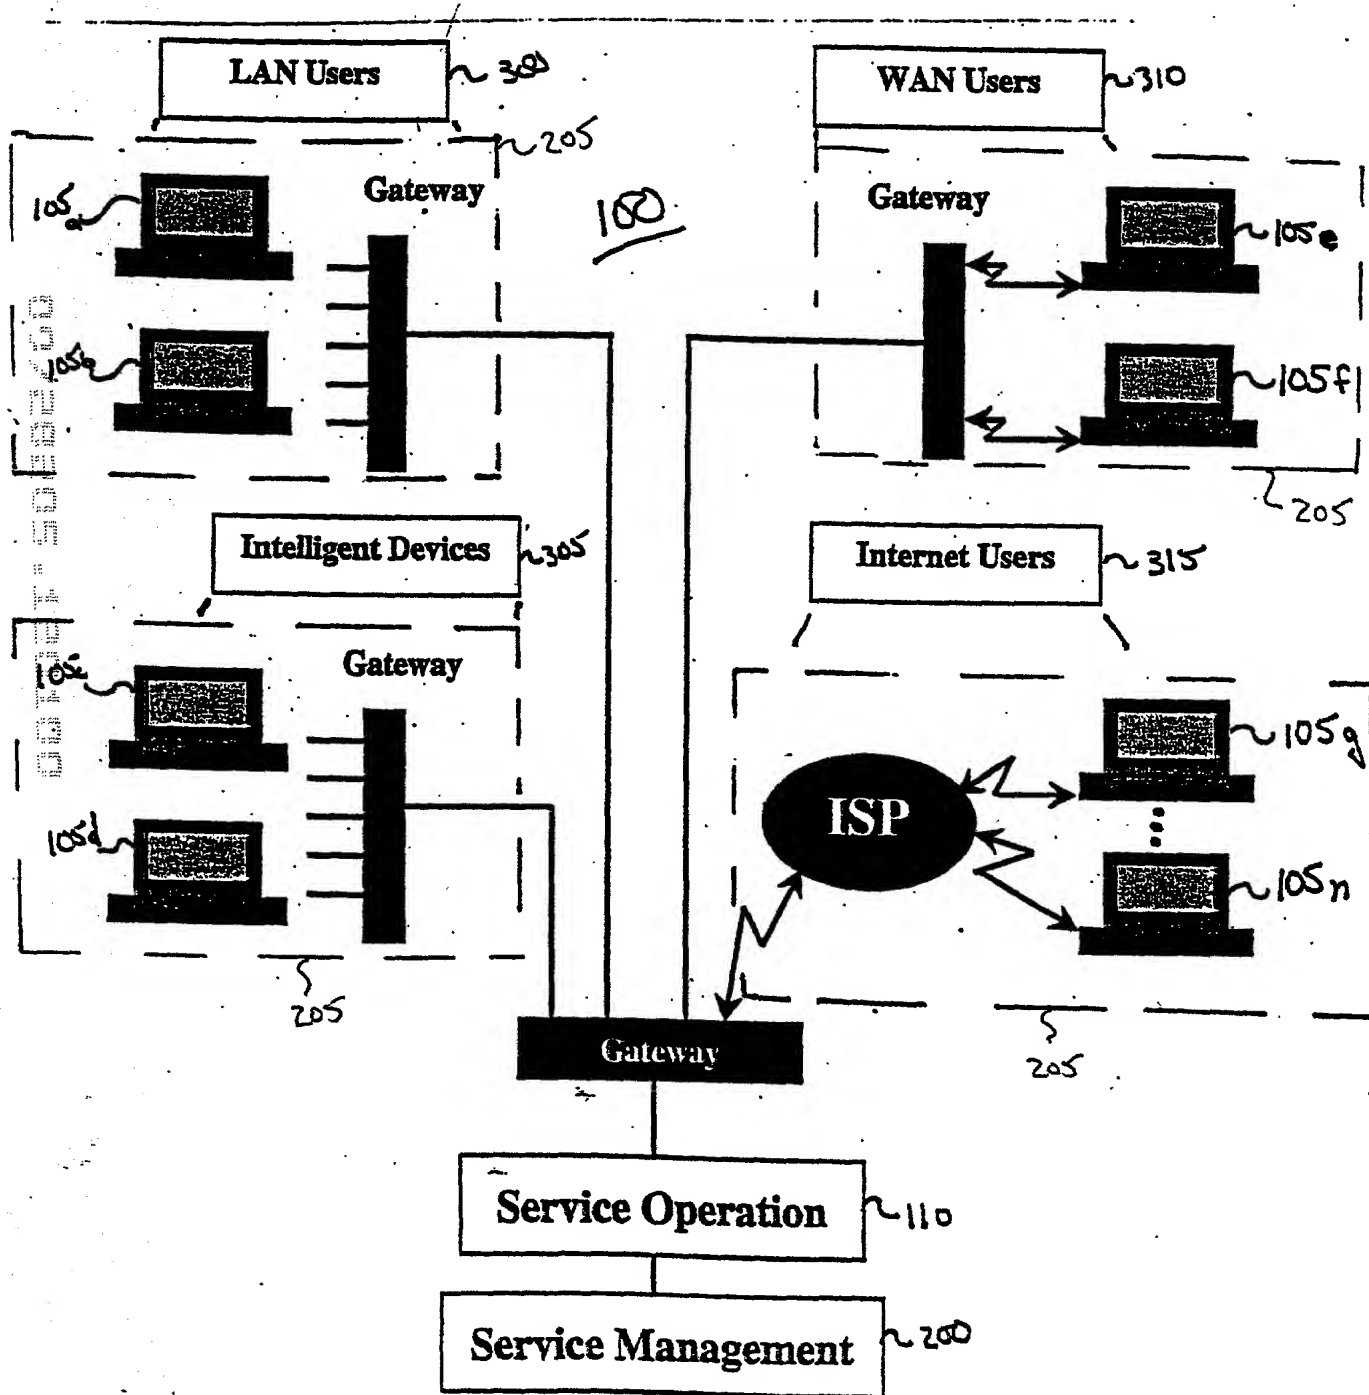 LAN Users
300
WAN Users
310
205
Gateway
100
Gateway
105a
105e
105b
105f
205
Intelligent Devices
305
Internet Users
315
Gateway
105c
105g
ISP
105d
105n
205
205
Gateway
Service Operation
110
Service Management
200